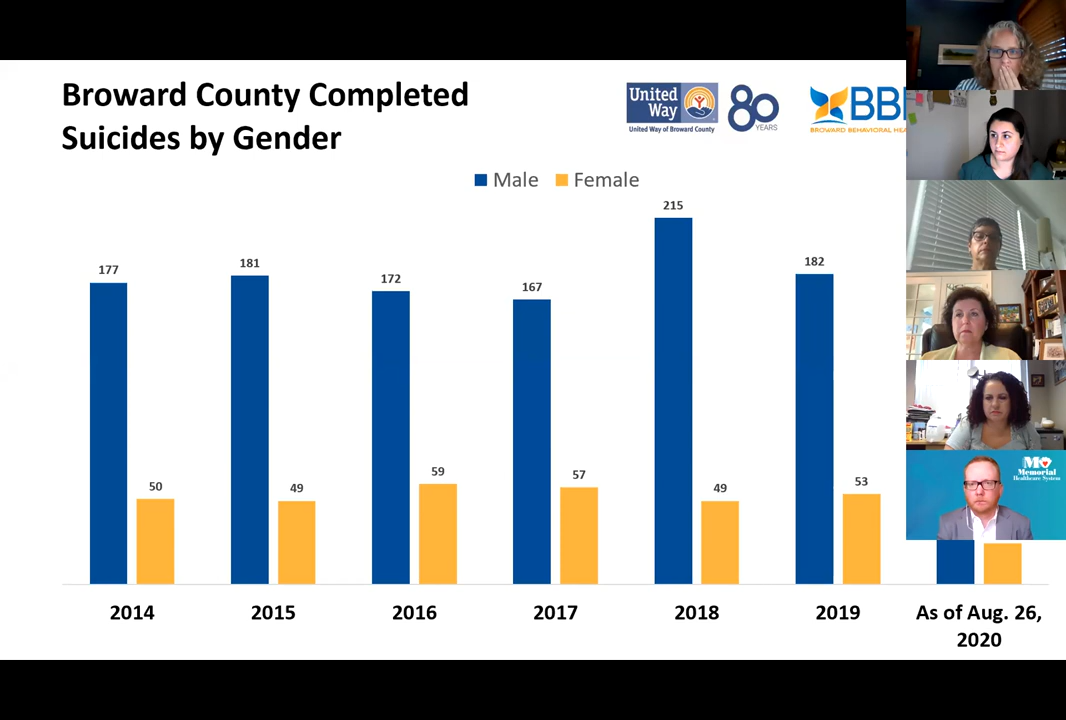 Broward County Completed
Suicides by Gender
United
Way
United Way of Broward County
80
YEARS
BROWARD BEHAVIORAL
Male Female
215
177
181
172
167
182
50
49
59
57
49
53
Memorial
Healthcare System
2014 2015 2016 2017 2018 2019 As of Aug. 26,
2020